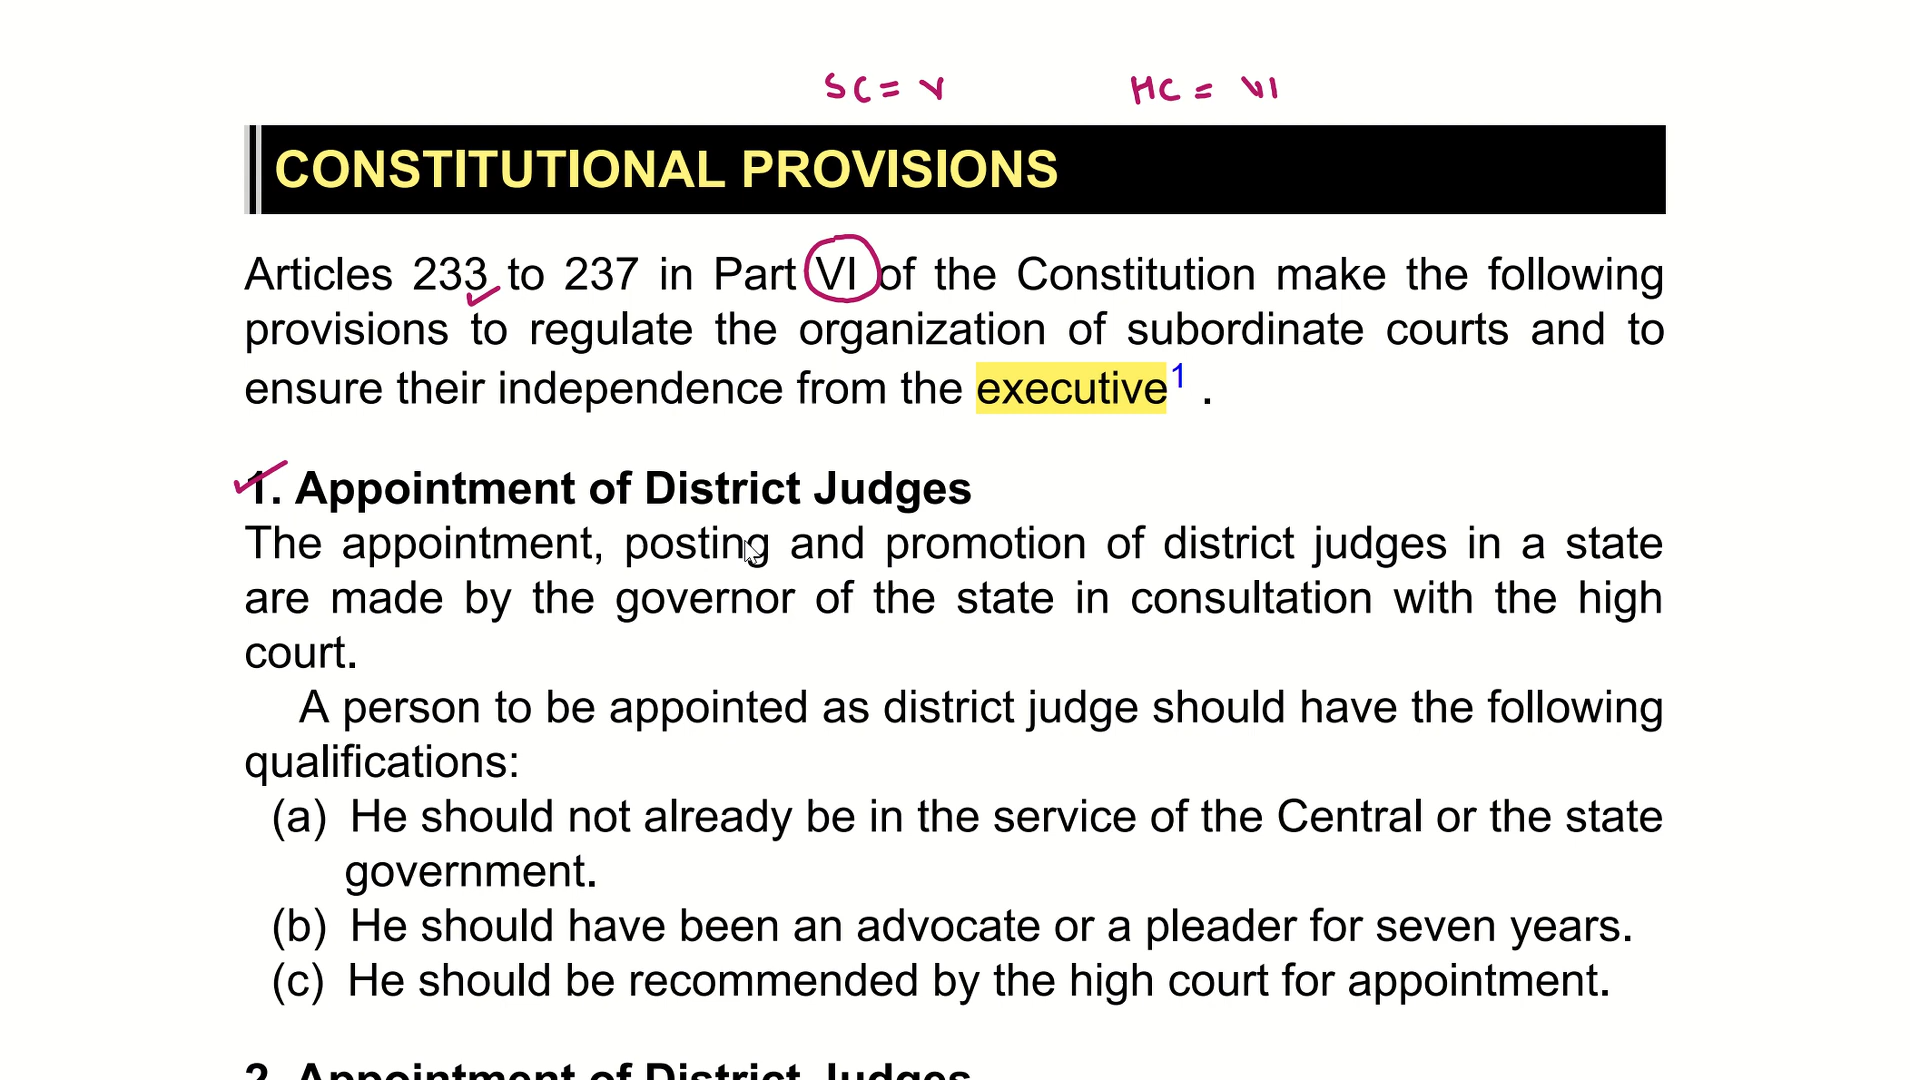 SC = V HC = VI
CONSTITUTIONAL PROVISIONS
Articles 233 to 237 in Part VI of the Constitution make the following
provisions to regulate the organization of subordinate courts and to
ensure their independence from the executive1 .
1. Appointment of District Judges
The appointment, posting and promotion of district judges in a state
are made by the governor of the state in consultation with the high
court.
A person to be appointed as district judge should have the following
qualifications:
(a) He should not already be in the service of the Central or the state
government.
(b) He should have been an advocate or a pleader for seven years.
(c) He should be recommended by the high court for appointment.
2. Appointment of District Judges